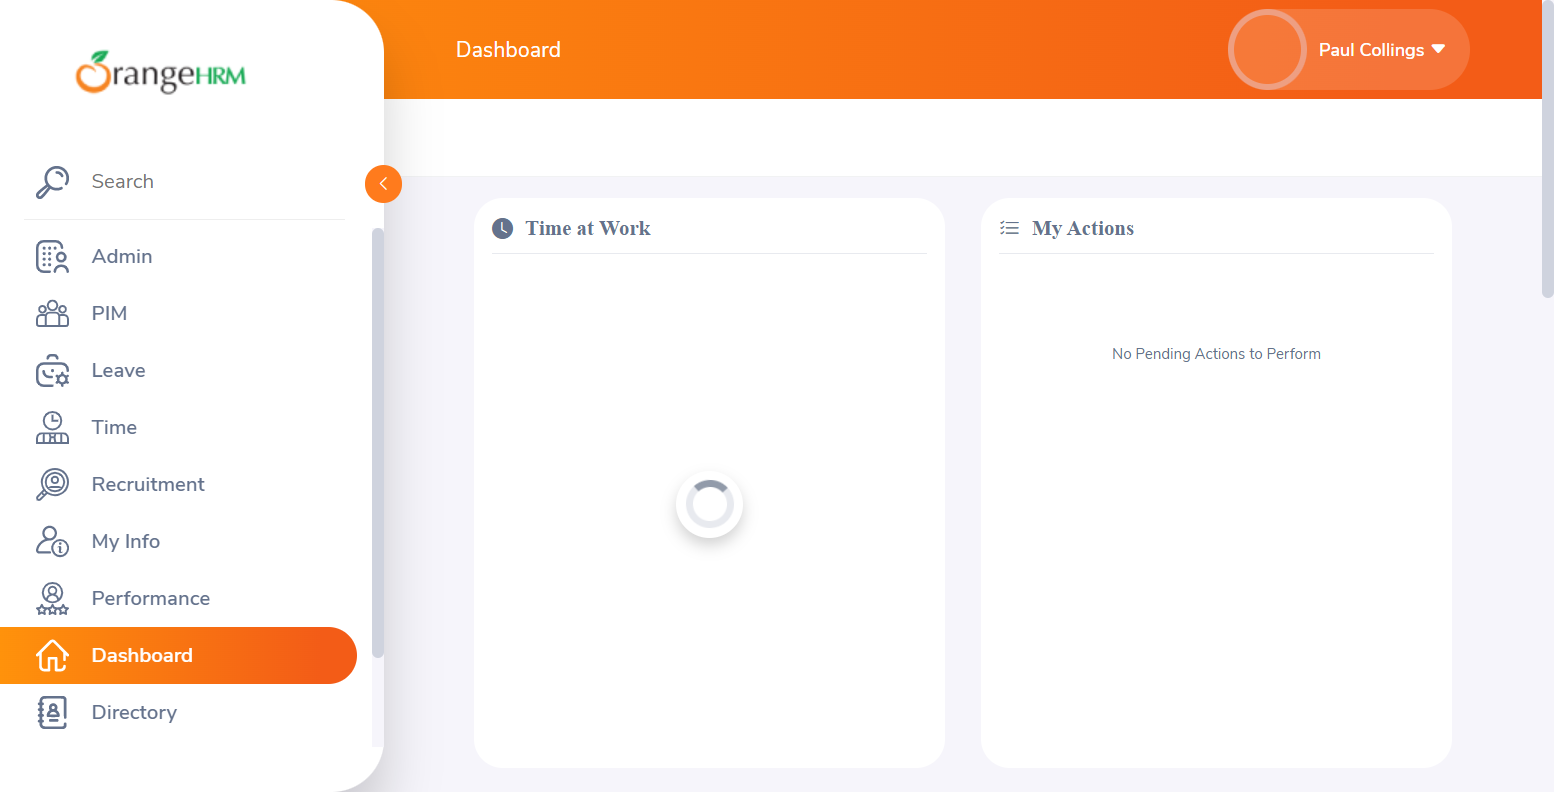 OrangeHRM
Dashboard
Paul Collings
Search
Admin
PIM
Leave
Time
Recruitment
My Info
Performance
Dashboard
Directory
Time at Work
My Actions
No Pending Actions to Perform